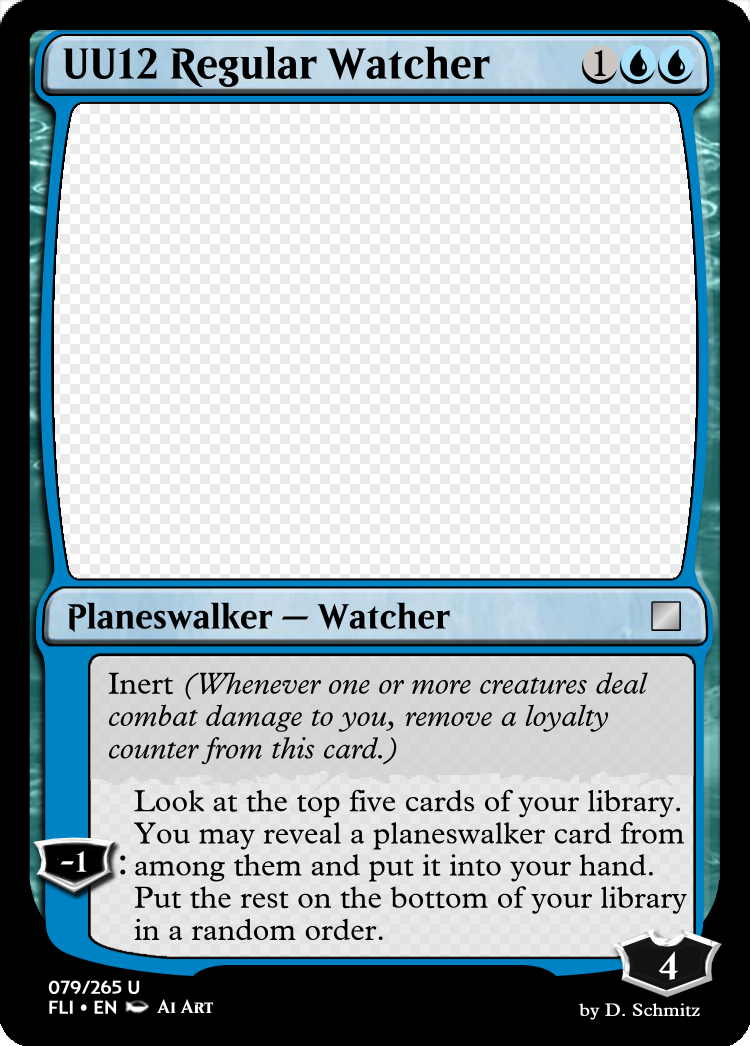 UU12 Regular Watcher 1
Planeswalker — Watcher
Inert (Whenever one or more creatures deal
combat damage to you, remove a loyalty
counter from this card.)
Look at the top five cards of your library.
You may reveal a planeswalker card from
-1 : among them and put it into your hand.
Put the rest on the bottom of your library
in a random order.
4
079/265 U
FLI • EN AI ART
by D. Schmitz